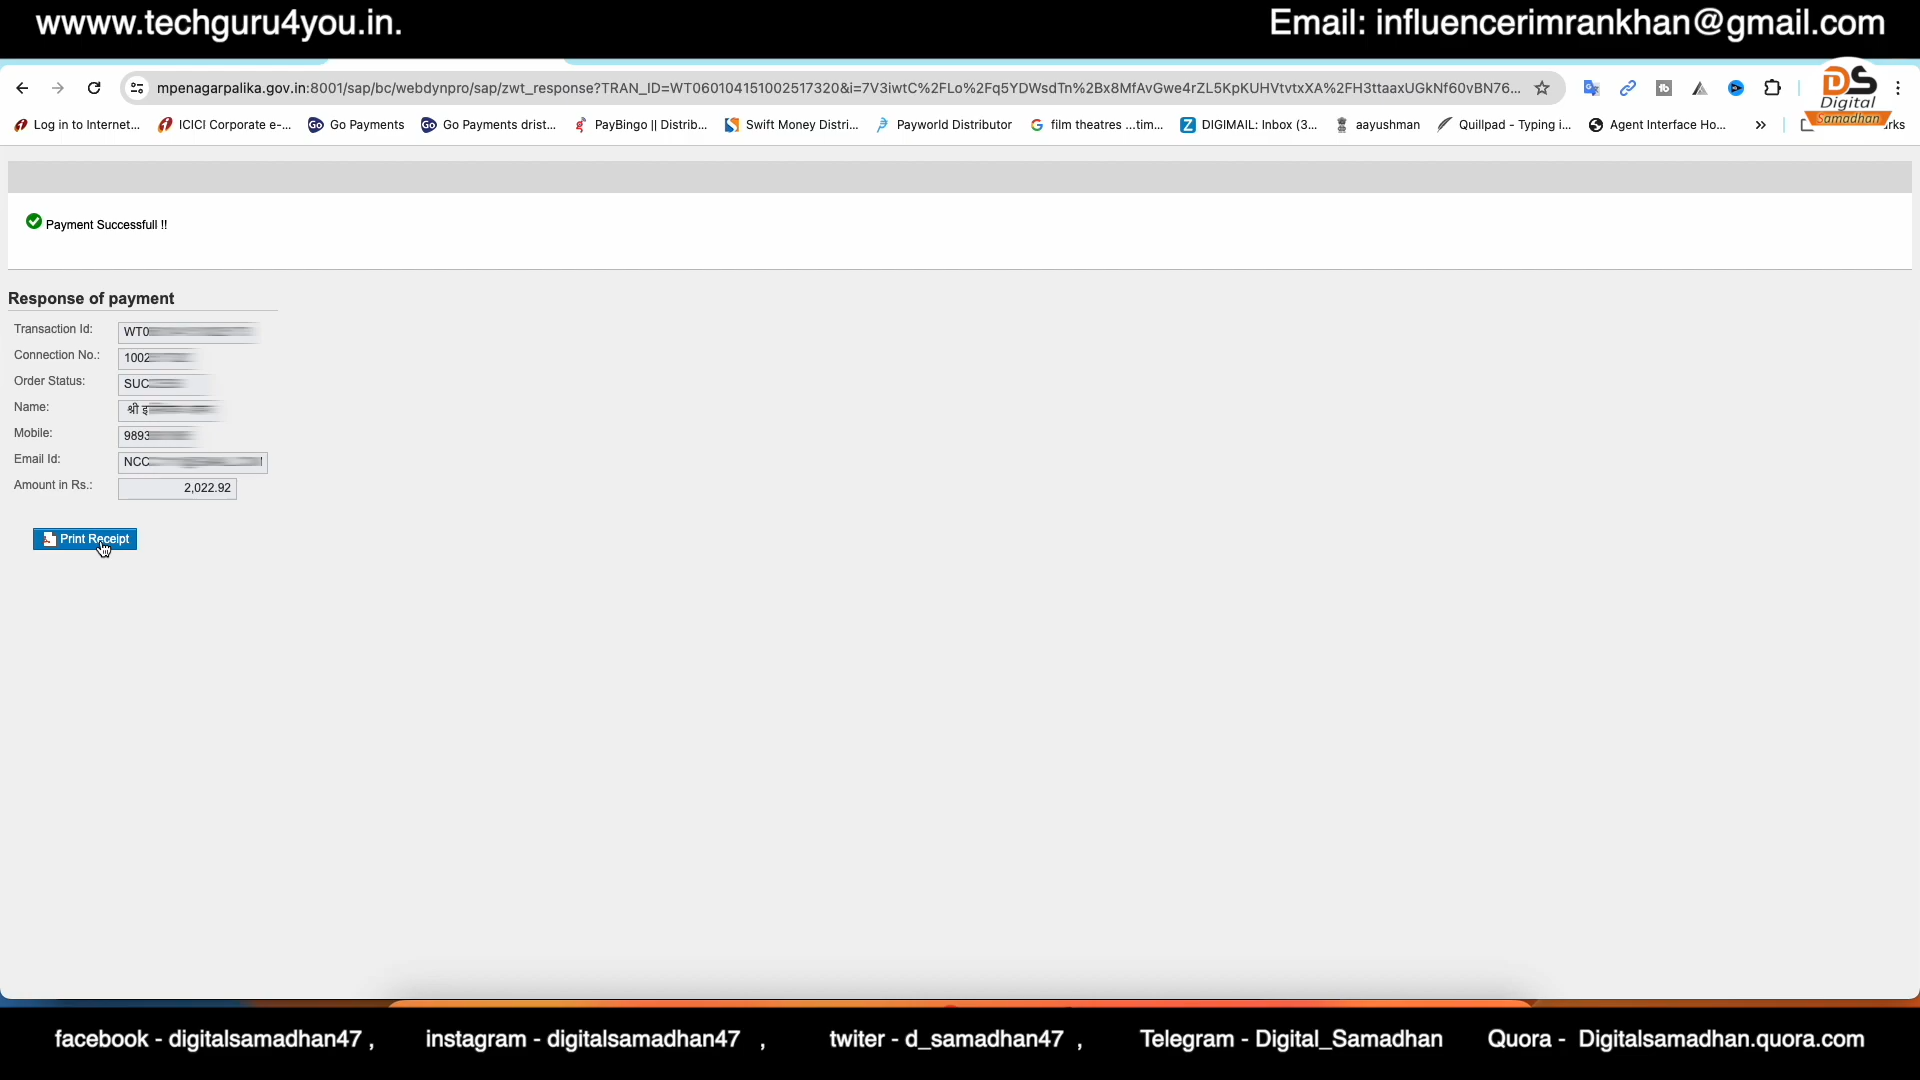 www.techguru4you.in.
Email: influencerimrankhan@gmail.com
mpenagarpalika.gov.in:8001/sap/bc/webdynpro/sap/zwt_response?TRAN_ID=WT060104151002517320&i=7V3iwtC%2FLo%2Fq5YDWsdTn%2Bx8MfAvGwe4rZL5KpKUHVtvtxXA%2FH3ttaaxUGkNf60vBN76...
DS
Digital
Samadhan
Log in to Internet... ICICI Corporate e-... Go Payments Go Payments drist... PayBingo || Distrib... Swift Money Distri... Payworld Distributor film theatres ...tim... DIGIMAIL: Inbox (3... aayushman Quillpad - Typing i... Agent Interface Ho... »
Payment Successfull !!
Response of payment
Transaction Id: WT0
Connection No.: 1002
Order Status: SUC
Name: श्री इ
Mobile: 9893
Email Id: NCC
Amount in Rs.: 2,022.92
Print Receipt
facebook - digitalsamadhan47 , instagram - digitalsamadhan47 , twiter - d_samadhan47 , Telegram - Digital_Samadhan Quora - Digitalsamadhan.quora.com